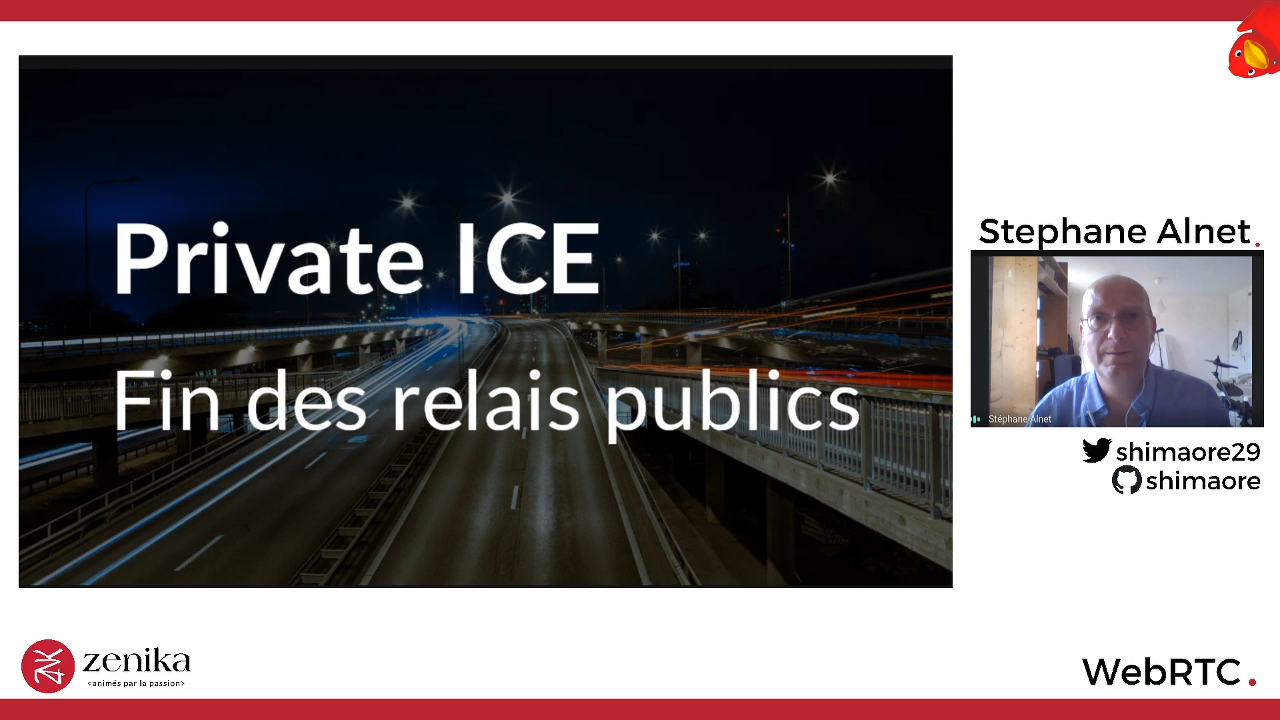 Private ICE
Fin des relais publics
Stephane Alnet.
Stéphane Alnet
shimaore29
shimaore
zenika
<animés par la passion>
WebRTC.